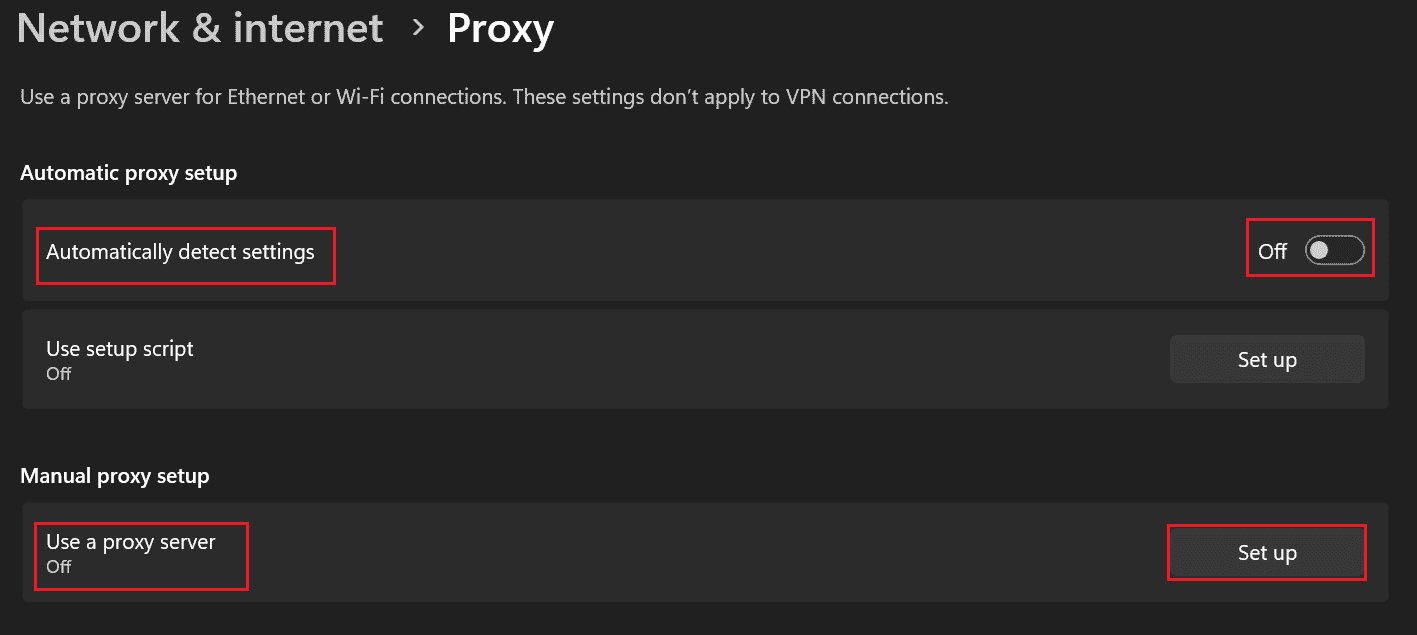 Network & internet > Proxy
Use a proxy server for Ethernet or Wi-Fi connections. These settings don’t apply to VPN connections.
Automatic proxy setup
Automatically detect settings Off
Use setup script
Off
Set up
Manual proxy setup
Use a proxy server
Off
Set up